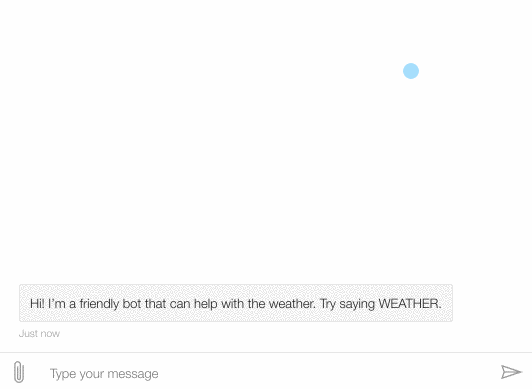 Hi! I’m a friendly bot that can help with the weather. Try saying WEATHER.
Just now
Type your message